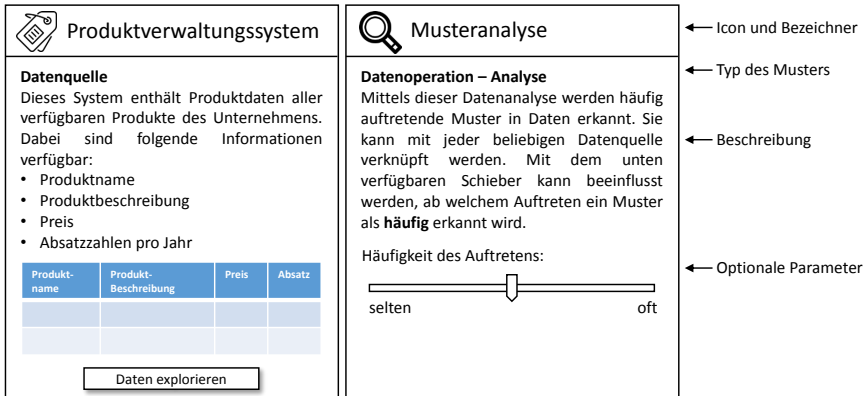 Produktverwaltungssystem
Datenquelle
Dieses System enthält Produktdaten aller
verfügbaren Produkte des Unternehmens.
Dabei sind folgende Informationen
verfügbar:
• Produktname
• Produktbeschreibung
• Preis
• Absatzzahlen pro Jahr
Produkt-
name
Produkt-
Beschreibung
Preis
Absatz
Daten explorieren
Musteranalyse
Datenoperation – Analyse
Mittels dieser Datenanalyse werden häufig
auftretende Muster in Daten erkannt. Sie
kann mit jeder beliebigen Datenquelle
verknüpft werden. Mit dem unten
verfügbaren Schieber kann beeinflusst
werden, ab welchem Auftreten ein Muster
als häufig erkannt wird.
Häufigkeit des Auftretens:
selten
oft
Icon und Bezeichner
Typ des Musters
Beschreibung
Optionale Parameter